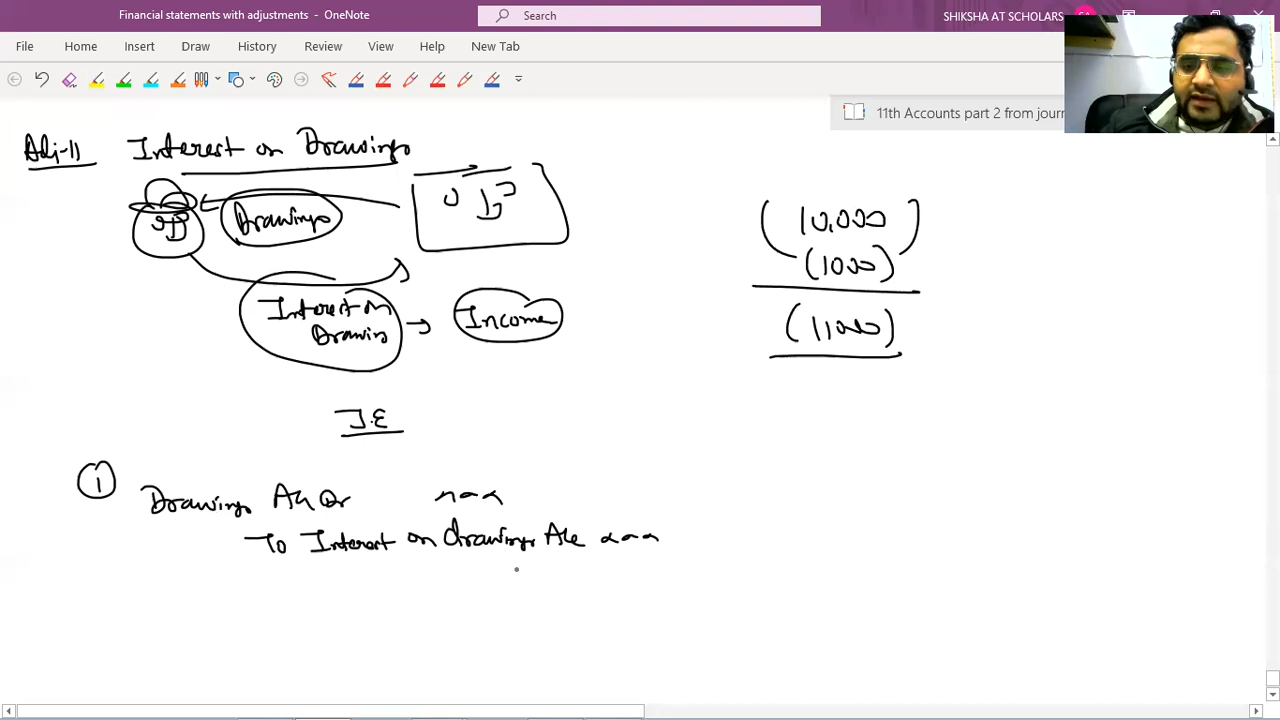 Financial statements with adjustments - OneNote
Search
SHIKSHA AT SCHOLARS
File Home Insert Draw History Review View Help New Tab
11th Accounts part 2 from jour
Adj-11 Interest on Drawings
Drawings
Interest on
Drawings
Income
10,000
(1000)
(11000)
J.E
1
Drawings A/c Dr xxx
To Interest on drawings A/c xxx